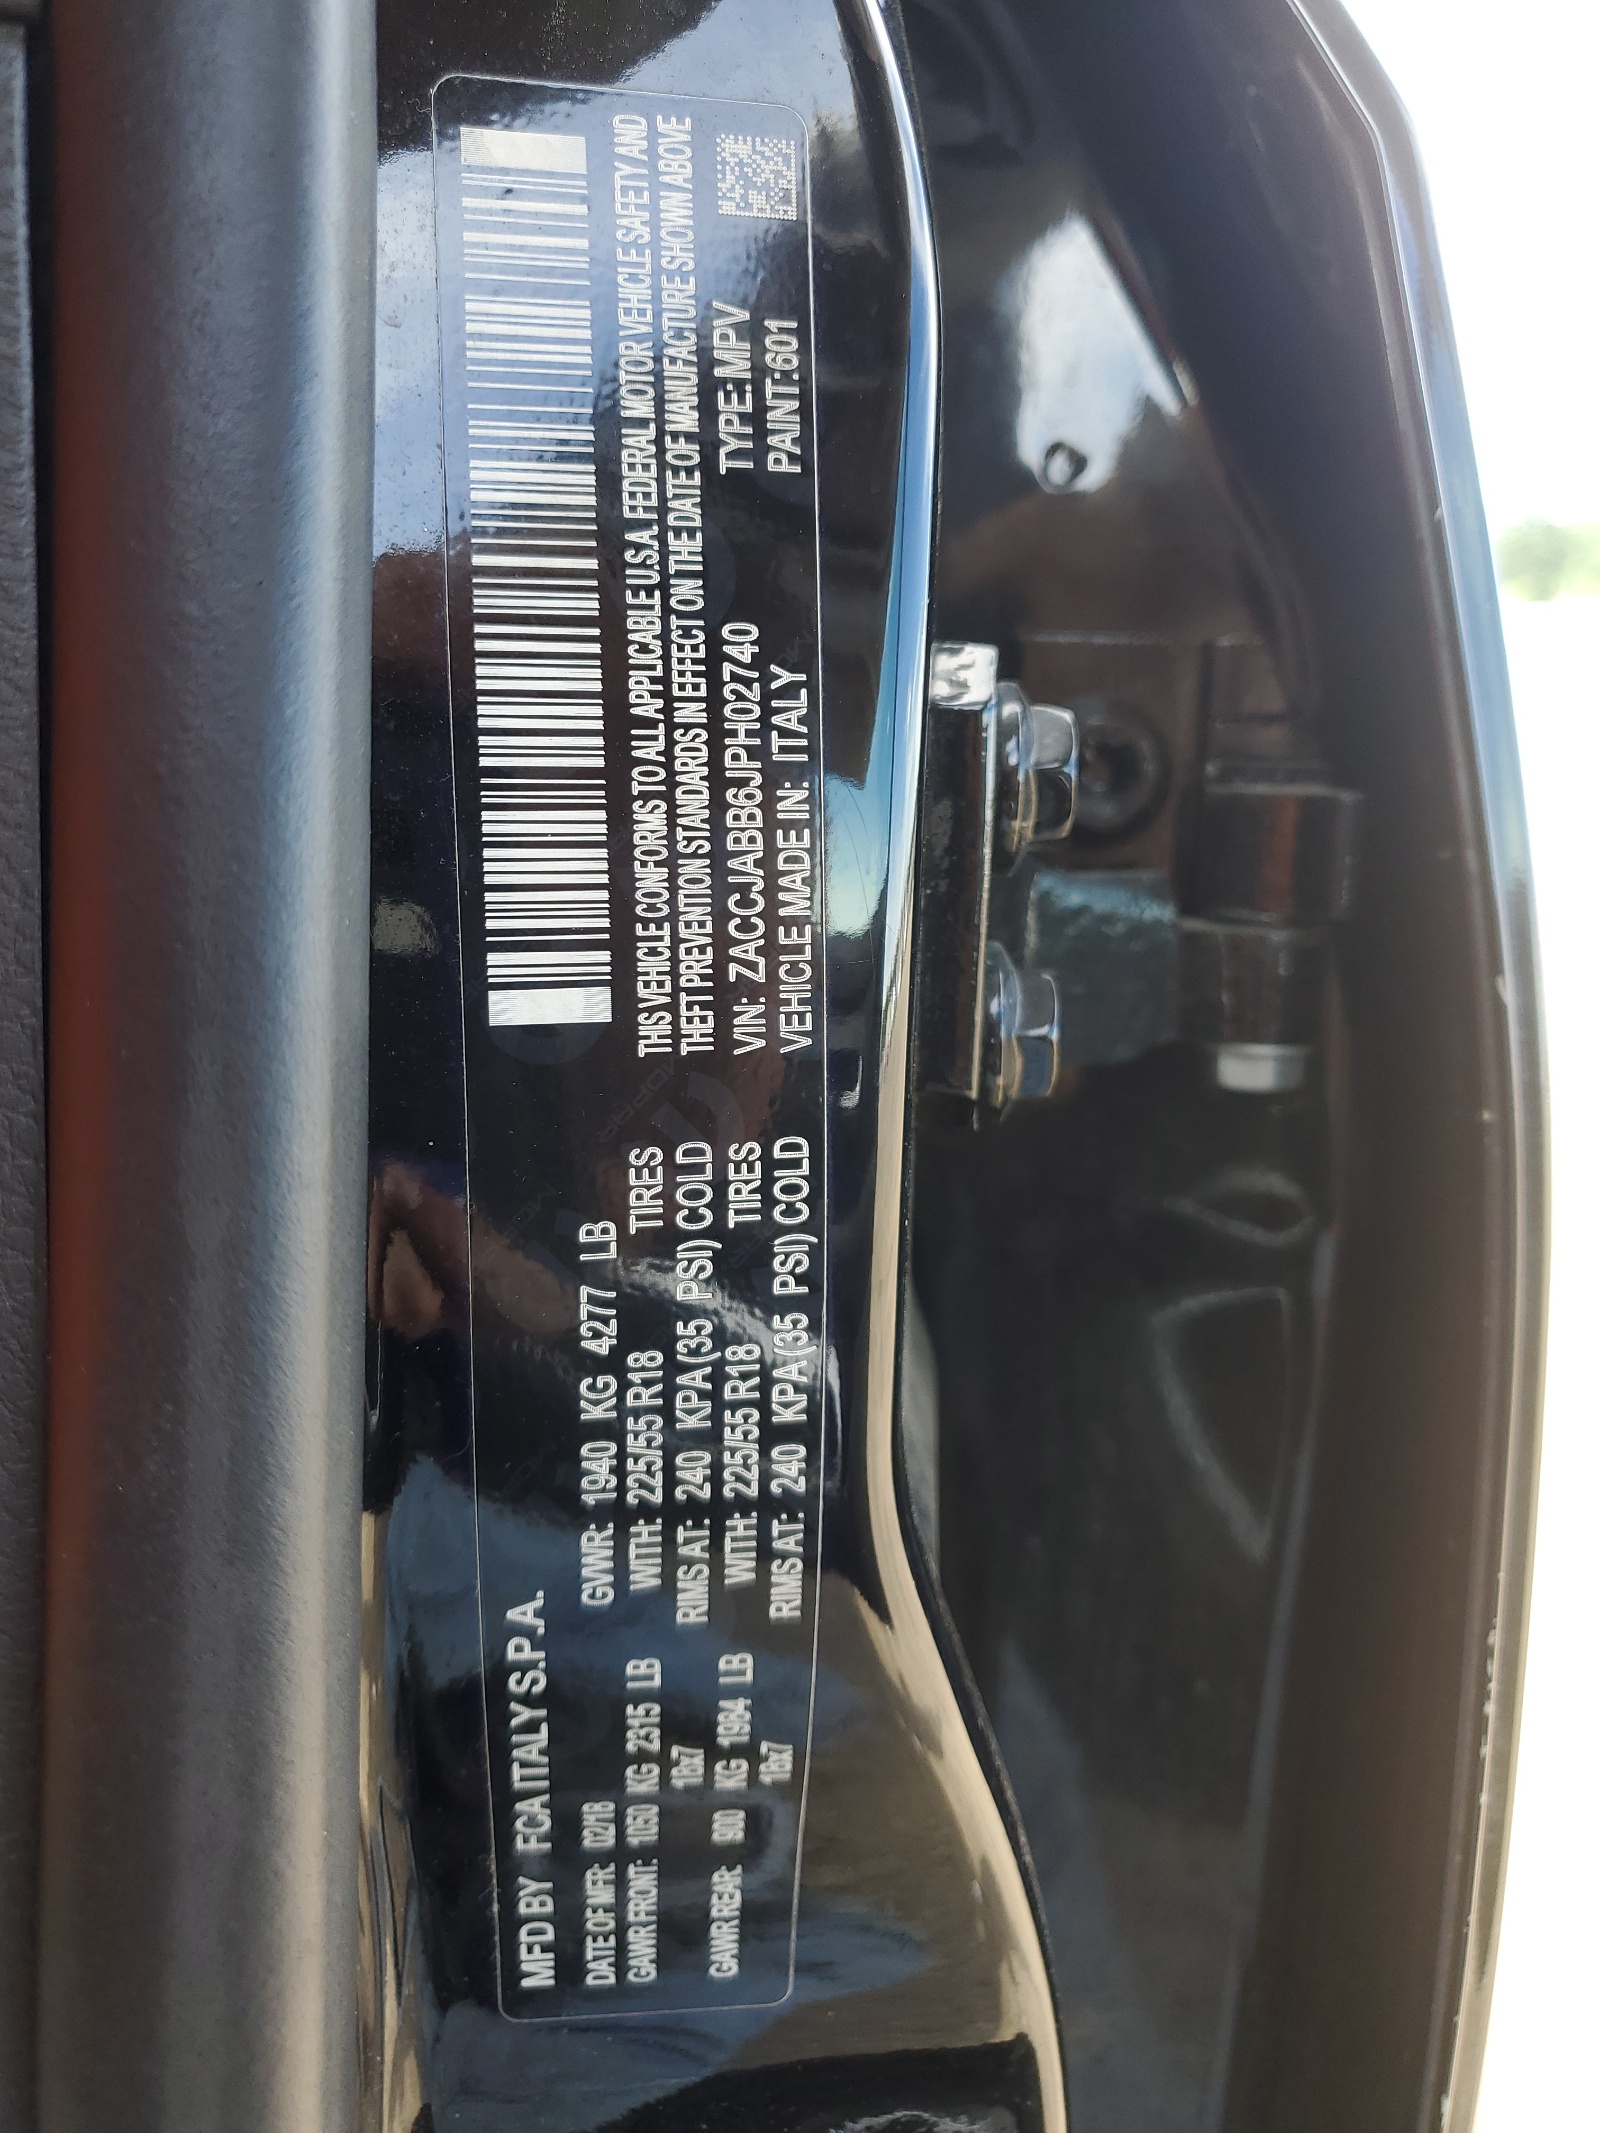 MFD BY FCA ITALY S.P.A.
DATE OF MFR: 02/18 GVWR: 1940 KG 4277 LB
GAWR FRONT: 1050 KG 2315 LB WITH: 225/55 R18 TIRES
18x7 RIMS AT: 240 KPA(35 PSI) COLD
GAWR REAR: 900 KG 1984 LB WITH: 225/55 R18 TIRES
18x7 RIMS AT: 240 KPA(35 PSI) COLD
THIS VEHICLE CONFORMS TO ALL APPLICABLE U.S.A. FEDERAL MOTOR VEHICLE SAFETY AND
THEFT PREVENTION STANDARDS IN EFFECT ON THE DATE OF MANUFACTURE SHOWN ABOVE
VIN: ZACCJABB6JPH02740 TYPE:MPV
VEHICLE MADE IN: ITALY PAINT:601
MOPAR